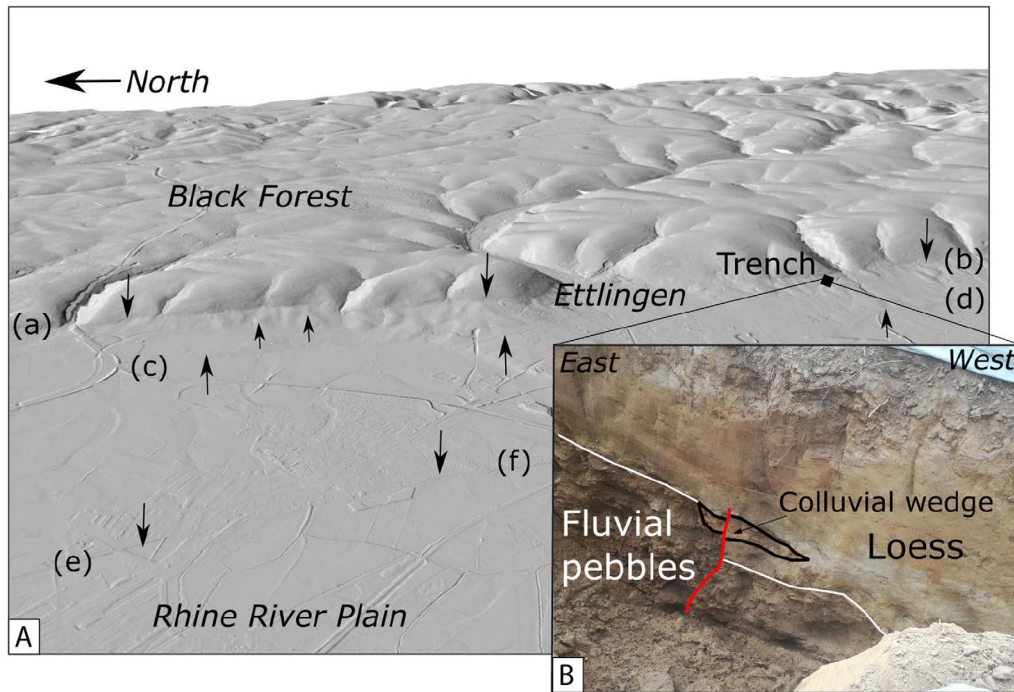 North
Black Forest
Trench
(b)
Ettlingen
(d)
(a)
(c)
East
West
(f)
Colluvial wedge
Fluvial
pebbles
Loess
(e)
Rhine River Plain
A
B